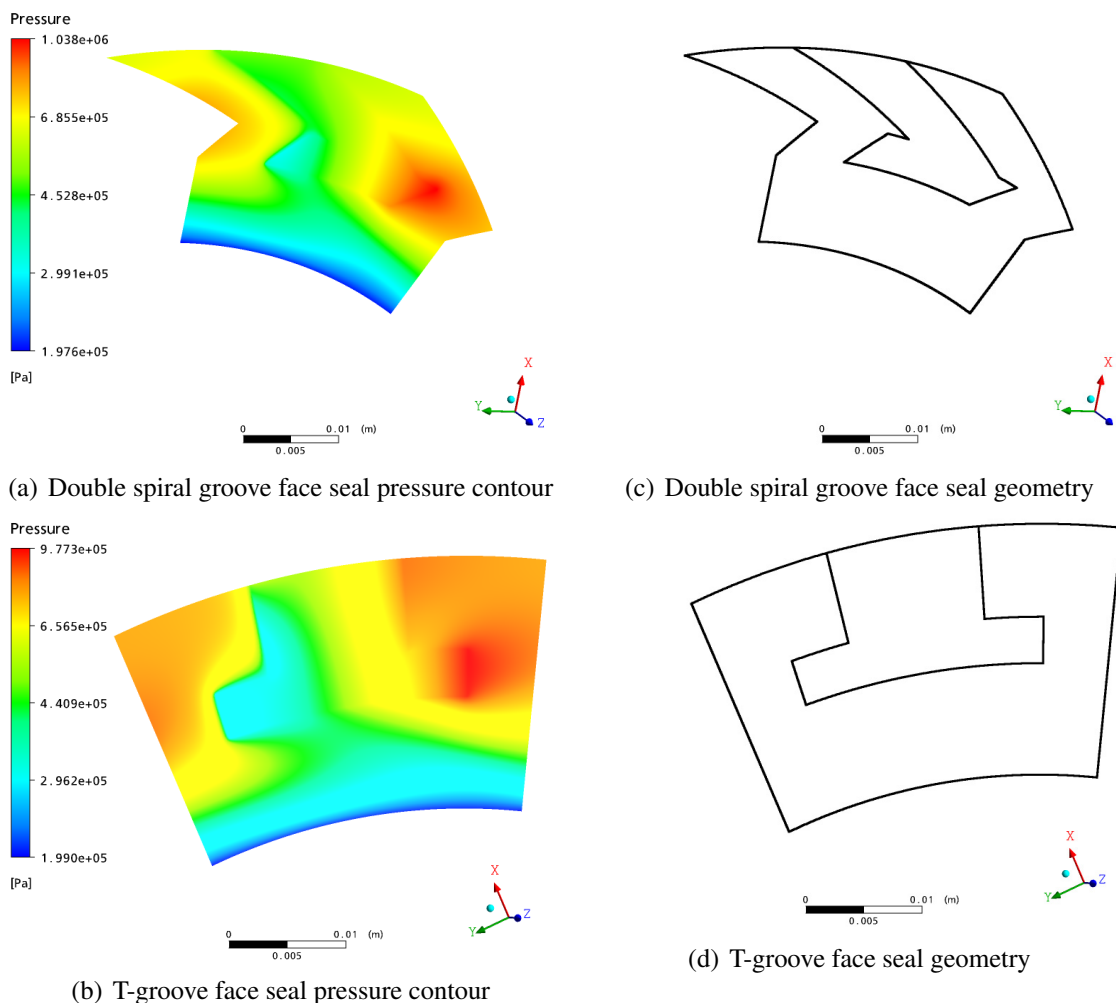 Pressure
1.038e+06
6.855e+05
4.528e+05
2.991e+05
1.976e+05
[Pa]
0 0.01 (m)
0.005
X
Y
Z
(a) Double spiral groove face seal pressure contour
0 0.01 (m)
0.005
X
Y
Z
(c) Double spiral groove face seal geometry
Pressure
9.773e+05
6.565e+05
4.409e+05
2.962e+05
1.990e+05
[Pa]
0 0.01 (m)
0.005
X
Y
Z
(b) T-groove face seal pressure contour
0 0.01 (m)
0.005
X
Y
Z
(d) T-groove face seal geometry